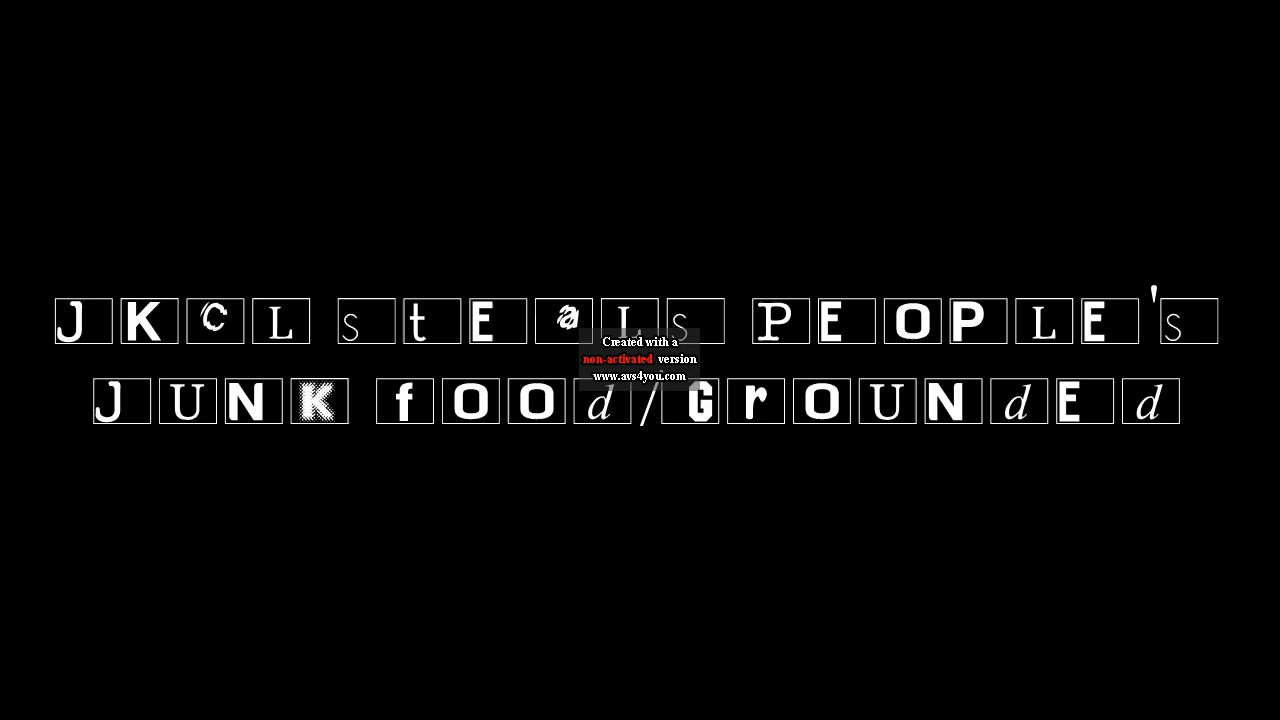 JKCL stEaLs PEOPLE's
Created with a
non-activated version
www.avs4you.com
JUNK fOOd/GrOUNdEd